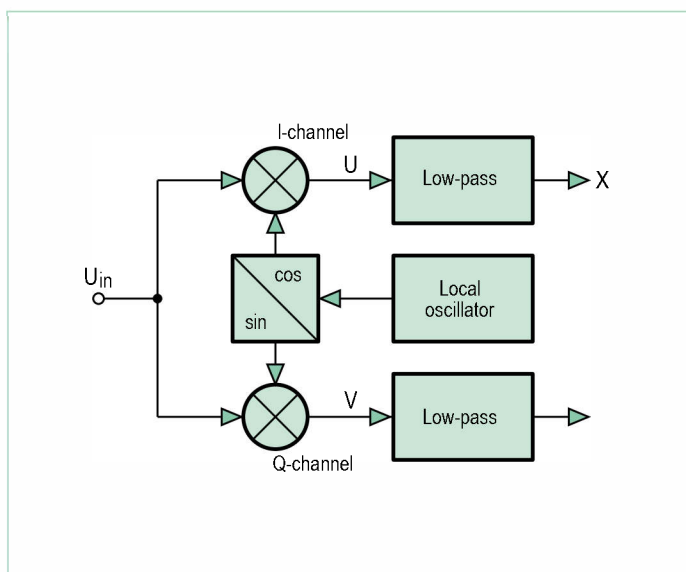 I-channel
U
Low-pass
X
Uin
cos
sin
Local
oscillator
V
Low-pass
Q-channel